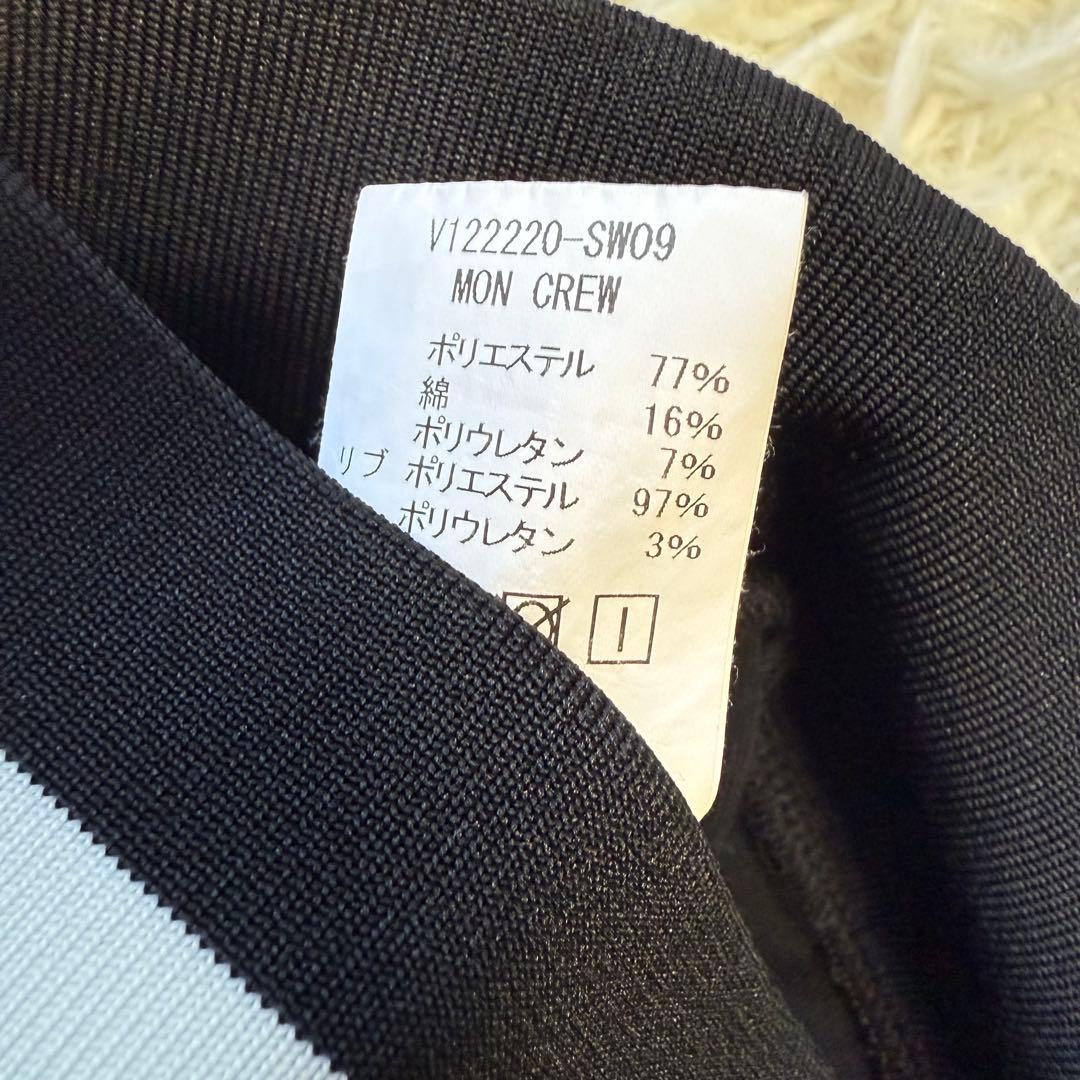 V122220-SW09
MON CREW
ポリエステル 77%
綿 16%
ポリウレタン 7%
リブ ポリエステル 97%
ポリウレタン 3%